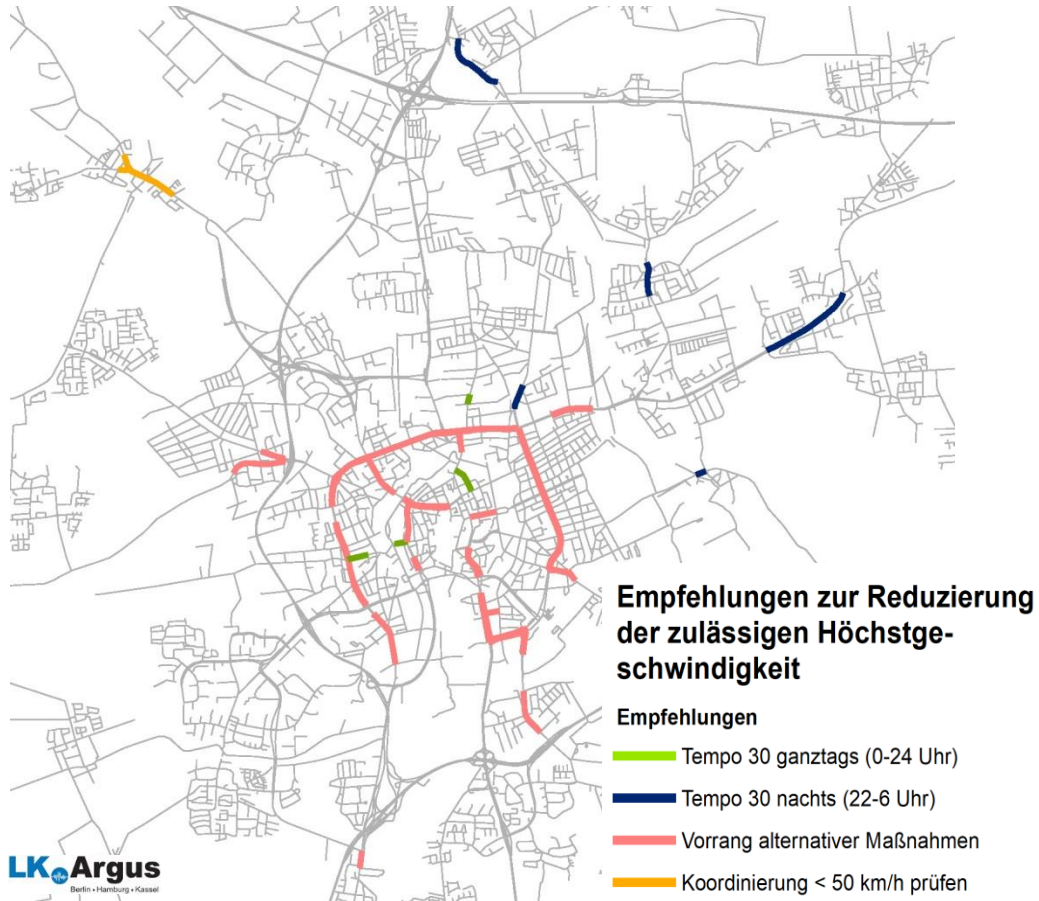 Empfehlungen zur Reduzierung
der zulässigen Höchstge-
schwindigkeit
Empfehlungen
Tempo 30 ganztags (0-24 Uhr)
Tempo 30 nachts (22-6 Uhr)
Vorrang alternativer Maßnahmen
Koordinierung < 50 km/h prüfen
LK Argus
Berlin • Hamburg • Kassel